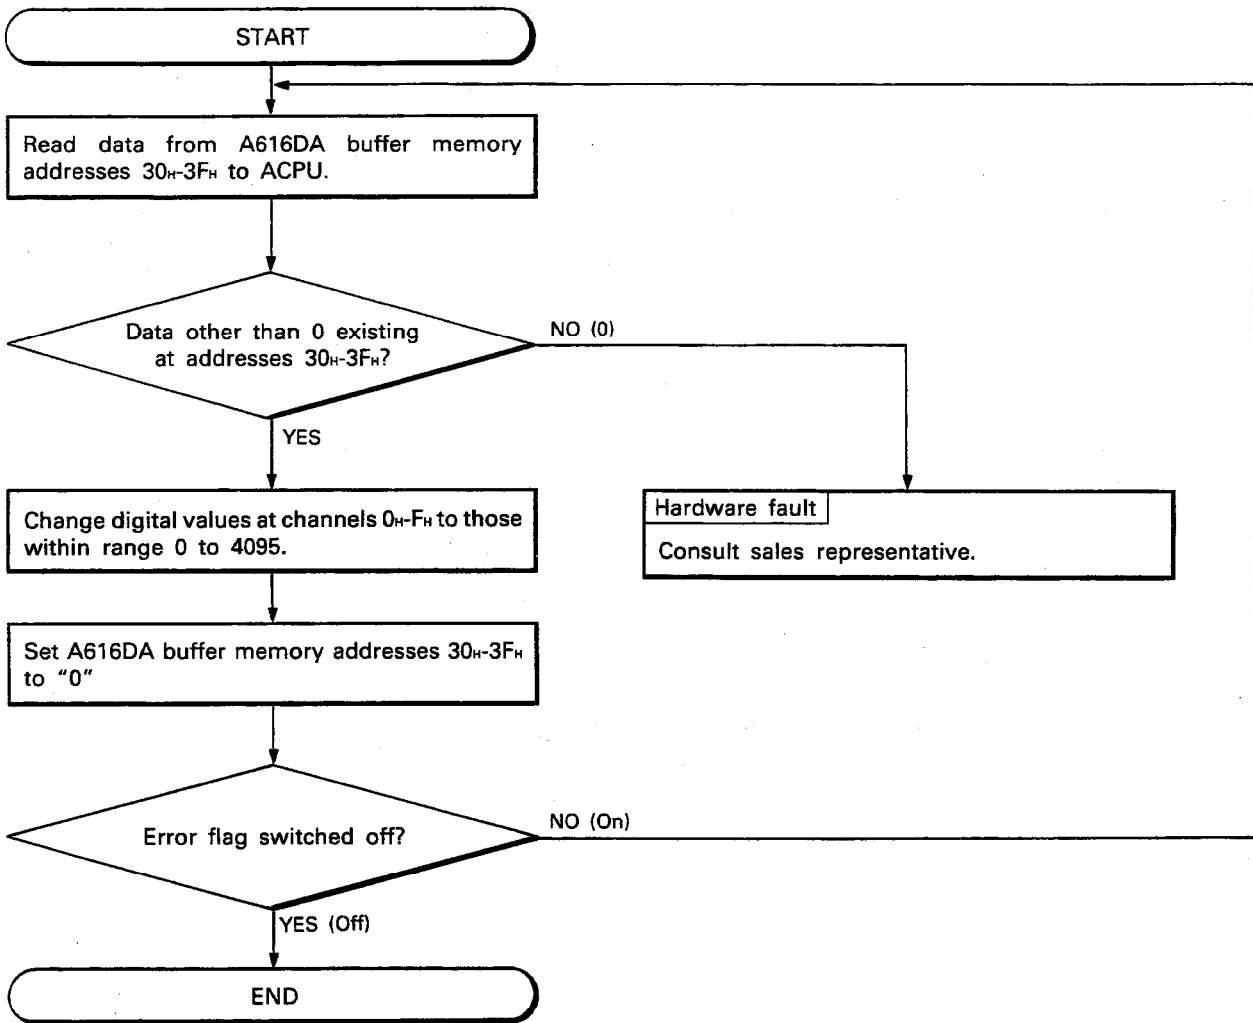 START
Read data from A616DA buffer memory
addresses 30H-3FH to ACPU.
Data other than 0 existing
at addresses 30H-3FH?
NO (0)
YES
Change digital values at channels 0H-FH to those
within range 0 to 4095.
Hardware fault
Consult sales representative.
Set A616DA buffer memory addresses 30H-3FH
to “0”
Error flag switched off?
NO (On)
YES (Off)
END